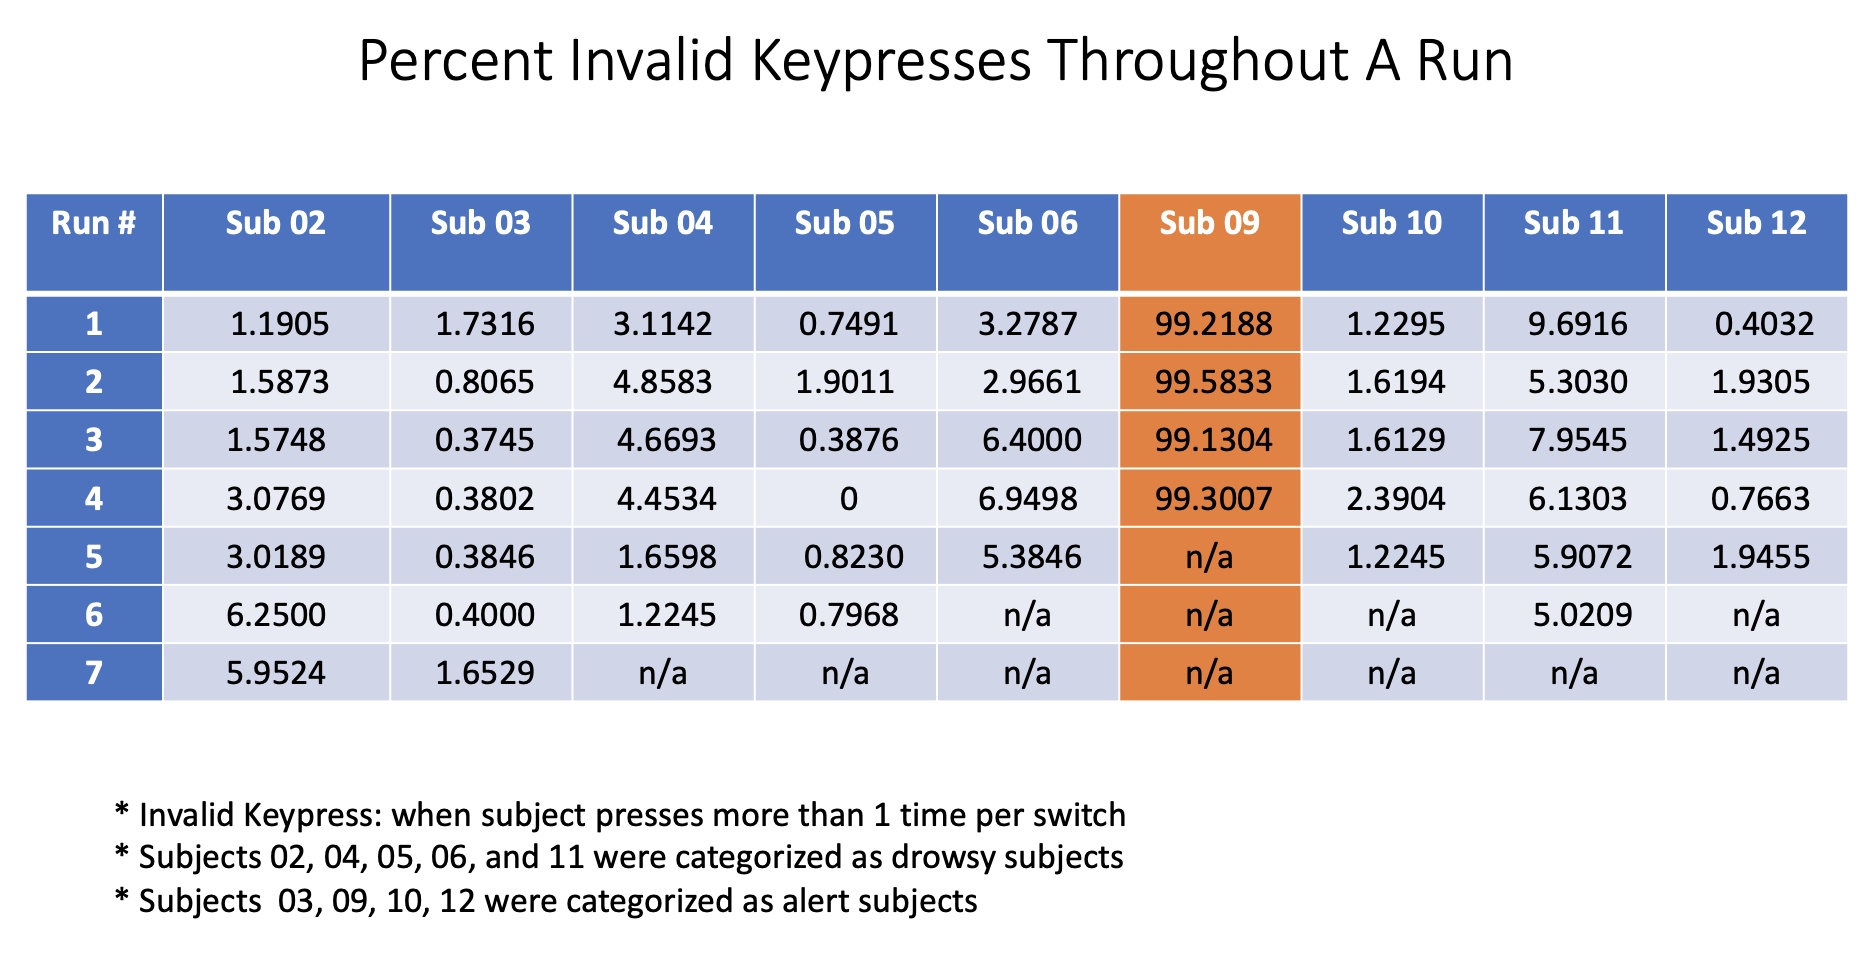 Percent Invalid Keypresses Throughout A Run
Run # Sub 02 Sub 03 Sub 04 Sub 05 Sub 06 Sub 09 Sub 10 Sub 11 Sub 12
1 1.1905 1.7316 3.1142 0.7491 3.2787 99.2188 1.2295 9.6916 0.4032
2 1.5873 0.8065 4.8583 1.9011 2.9661 99.5833 1.6194 5.3030 1.9305
3 1.5748 0.3745 4.6693 0.3876 6.4000 99.1304 1.6129 7.9545 1.4925
4 3.0769 0.3802 4.4534 0 6.9498 99.3007 2.3904 6.1303 0.7663
5 3.0189 0.3846 1.6598 0.8230 5.3846 n/a 1.2245 5.9072 1.9455
6 6.2500 0.4000 1.2245 0.7968 n/a n/a n/a 5.0209 n/a
7 5.9524 1.6529 n/a n/a n/a n/a n/a n/a n/a
* Invalid Keypress: when subject presses more than 1 time per switch
* Subjects 02, 04, 05, 06, and 11 were categorized as drowsy subjects
* Subjects  03, 09, 10, 12 were categorized as alert subjects